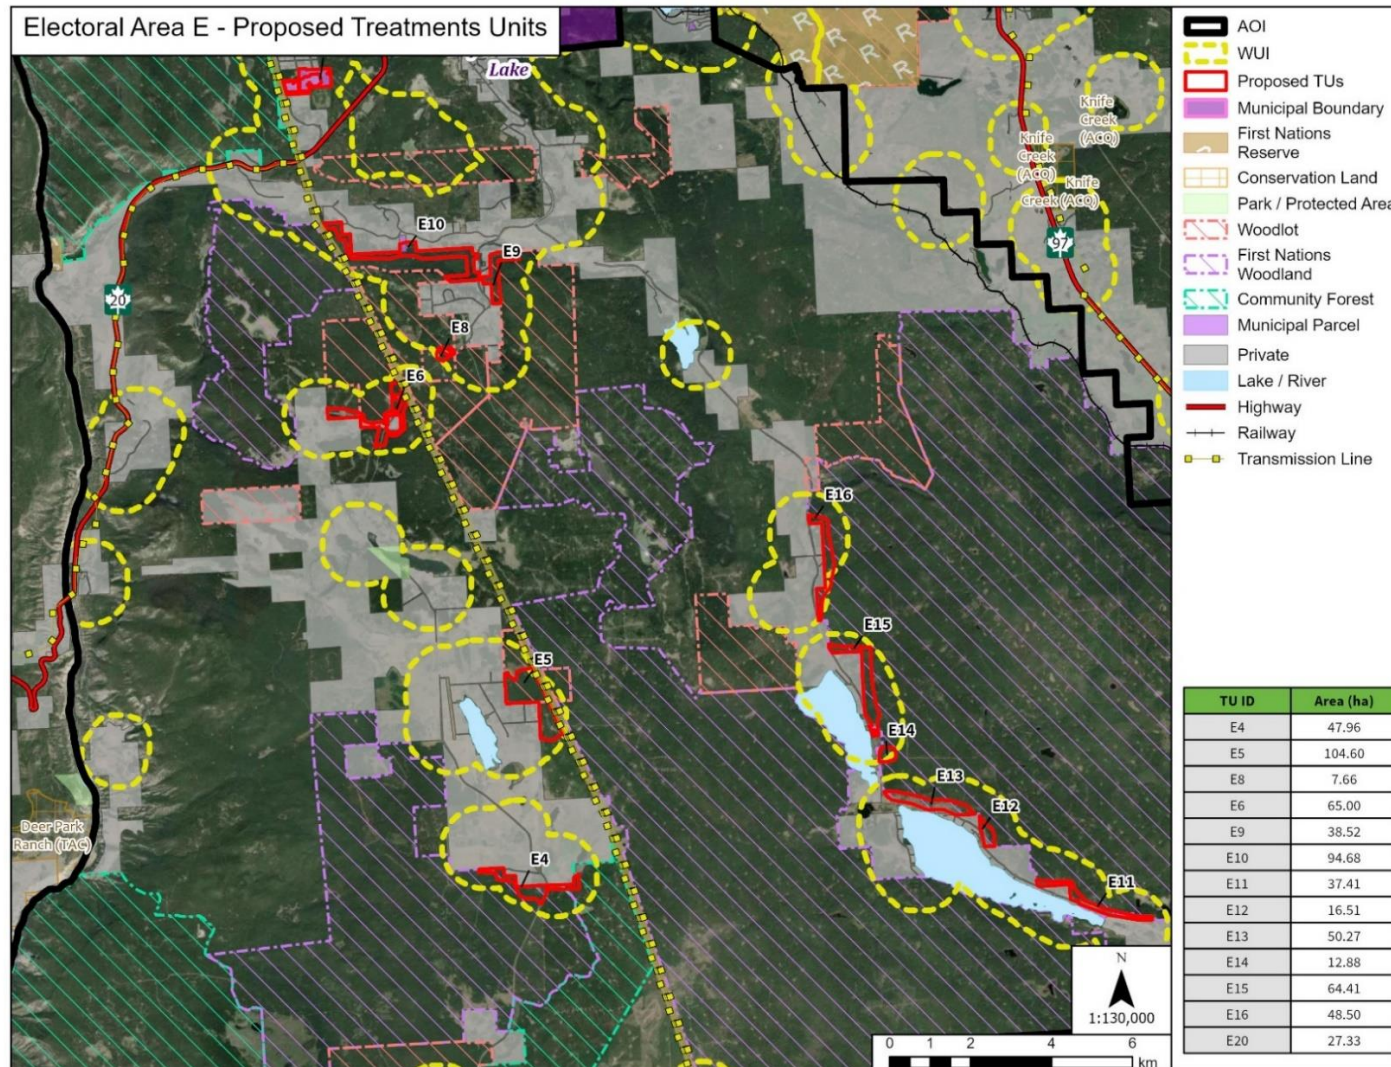 Electoral Area E - Proposed Treatments Units
Lake
R
R
R
R
R
R
Knife
Creek
(ACQ)
Knife
Creek
(ACQ)
Knife
Creek (ACQ)
97
20
E10
E9
E8
E6
E16
E15
E5
E14
E13
E12
E4
E11
Deer Park
Ranch (TAC)
N
1:130,000
0 1 2 4 6
km
AOI
WUI
Proposed TUs
Municipal Boundary
First Nations
Reserve
Conservation Land
Park / Protected Area
Woodlot
First Nations
Woodland
Community Forest
Municipal Parcel
Private
Lake / River
Highway
Railway
Transmission Line
TU ID Area (ha)
E4 47.96
E5 104.60
E8 7.66
E6 65.00
E9 38.52
E10 94.68
E11 37.41
E12 16.51
E13 50.27
E14 12.88
E15 64.41
E16 48.50
E20 27.33